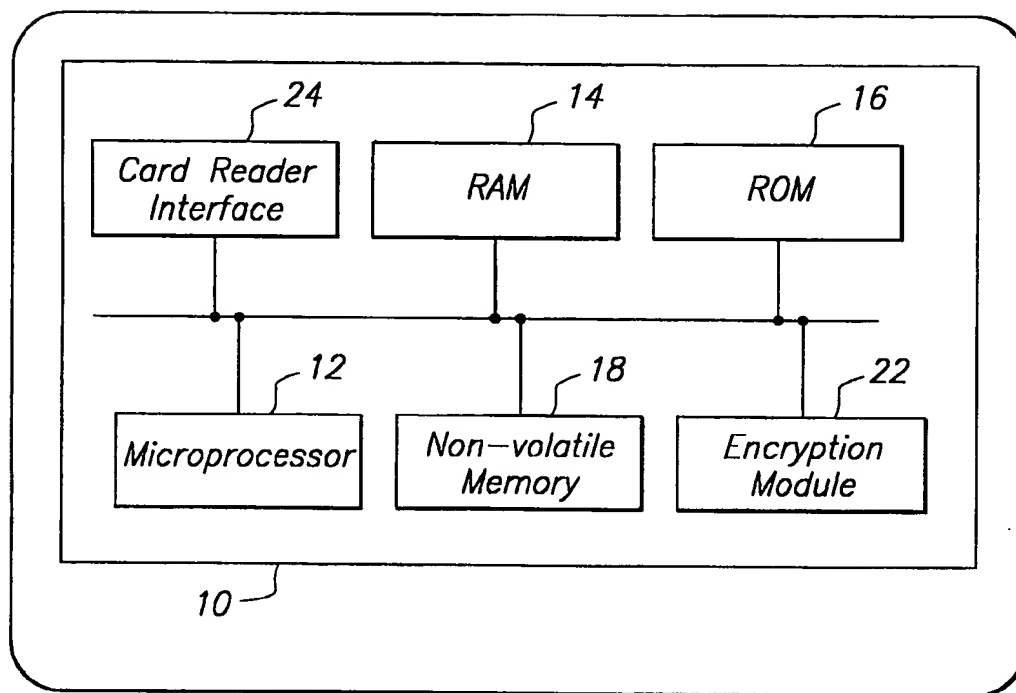 24
14
16
Card Reader
Interface
RAM
ROM
12
18
22
Microprocessor
Non-volatile
Memory
Encryption
Module
10